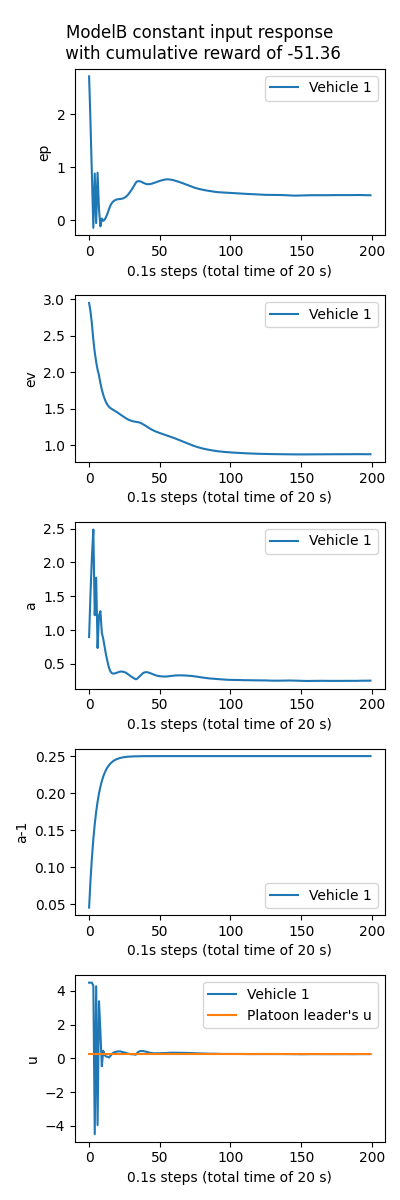 ModelB constant input response
with cumulative reward of -51.36
Vehicle 1
2
1
0
ep
0 50 100 150 200
0.1s steps (total time of 20 s)
3.0
Vehicle 1
2.5
2.0
1.5
1.0
ev
0 50 100 150 200
0.1s steps (total time of 20 s)
2.5
Vehicle 1
2.0
1.5
1.0
0.5
a
0 50 100 150 200
0.1s steps (total time of 20 s)
0.25
0.20
0.15
0.10
0.05
a-1
Vehicle 1
0 50 100 150 200
0.1s steps (total time of 20 s)
4
2
0
−2
−4
u
Vehicle 1
Platoon leader's u
0 50 100 150 200
0.1s steps (total time of 20 s)